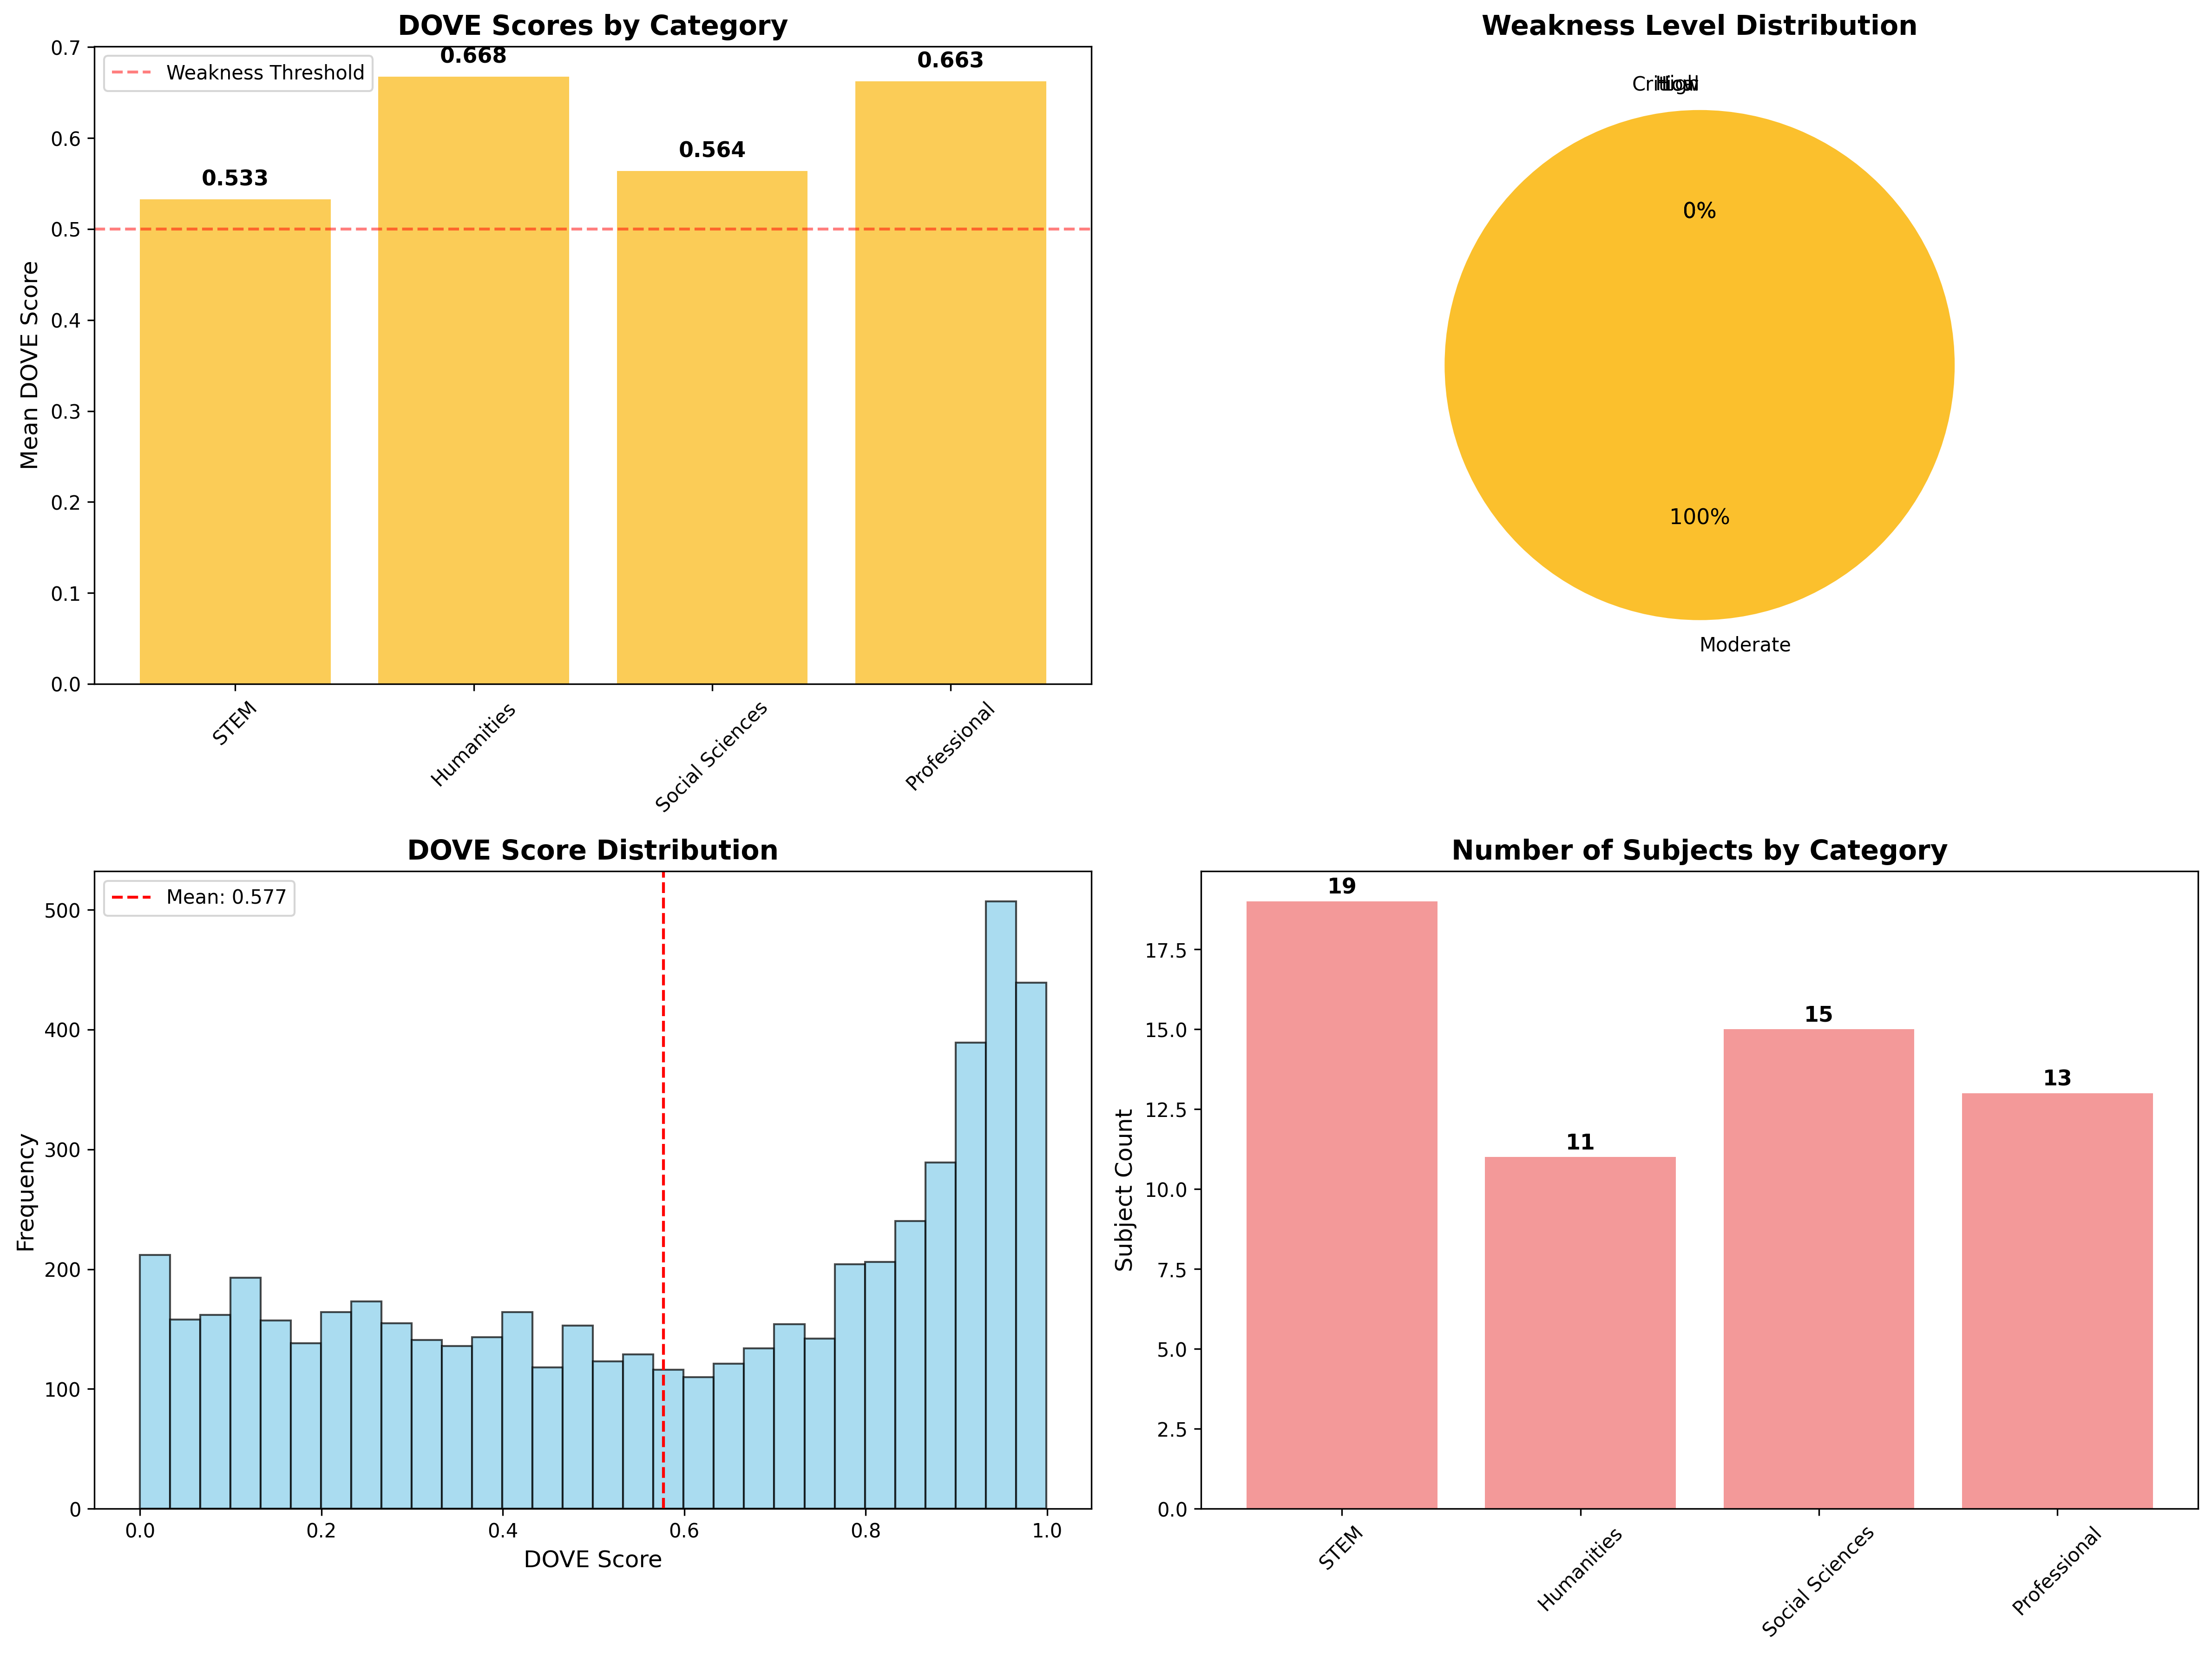 DOVE Scores by Category
Weakness Threshold
0.668
0.663
0.564
0.533
Mean DOVE Score
0.7
0.6
0.5
0.4
0.3
0.2
0.1
0.0
STEM
Humanities
Social Sciences
Professional
Weakness Level Distribution
Critical
High
0%
100%
Moderate
DOVE Score Distribution
Mean: 0.577
Frequency
500
400
300
200
100
0
0.0
0.2
0.4
0.6
0.8
1.0
DOVE Score
Number of Subjects by Category
19
11
15
13
Subject Count
17.5
15.0
12.5
10.0
7.5
5.0
2.5
0.0
STEM
Humanities
Social Sciences
Professional